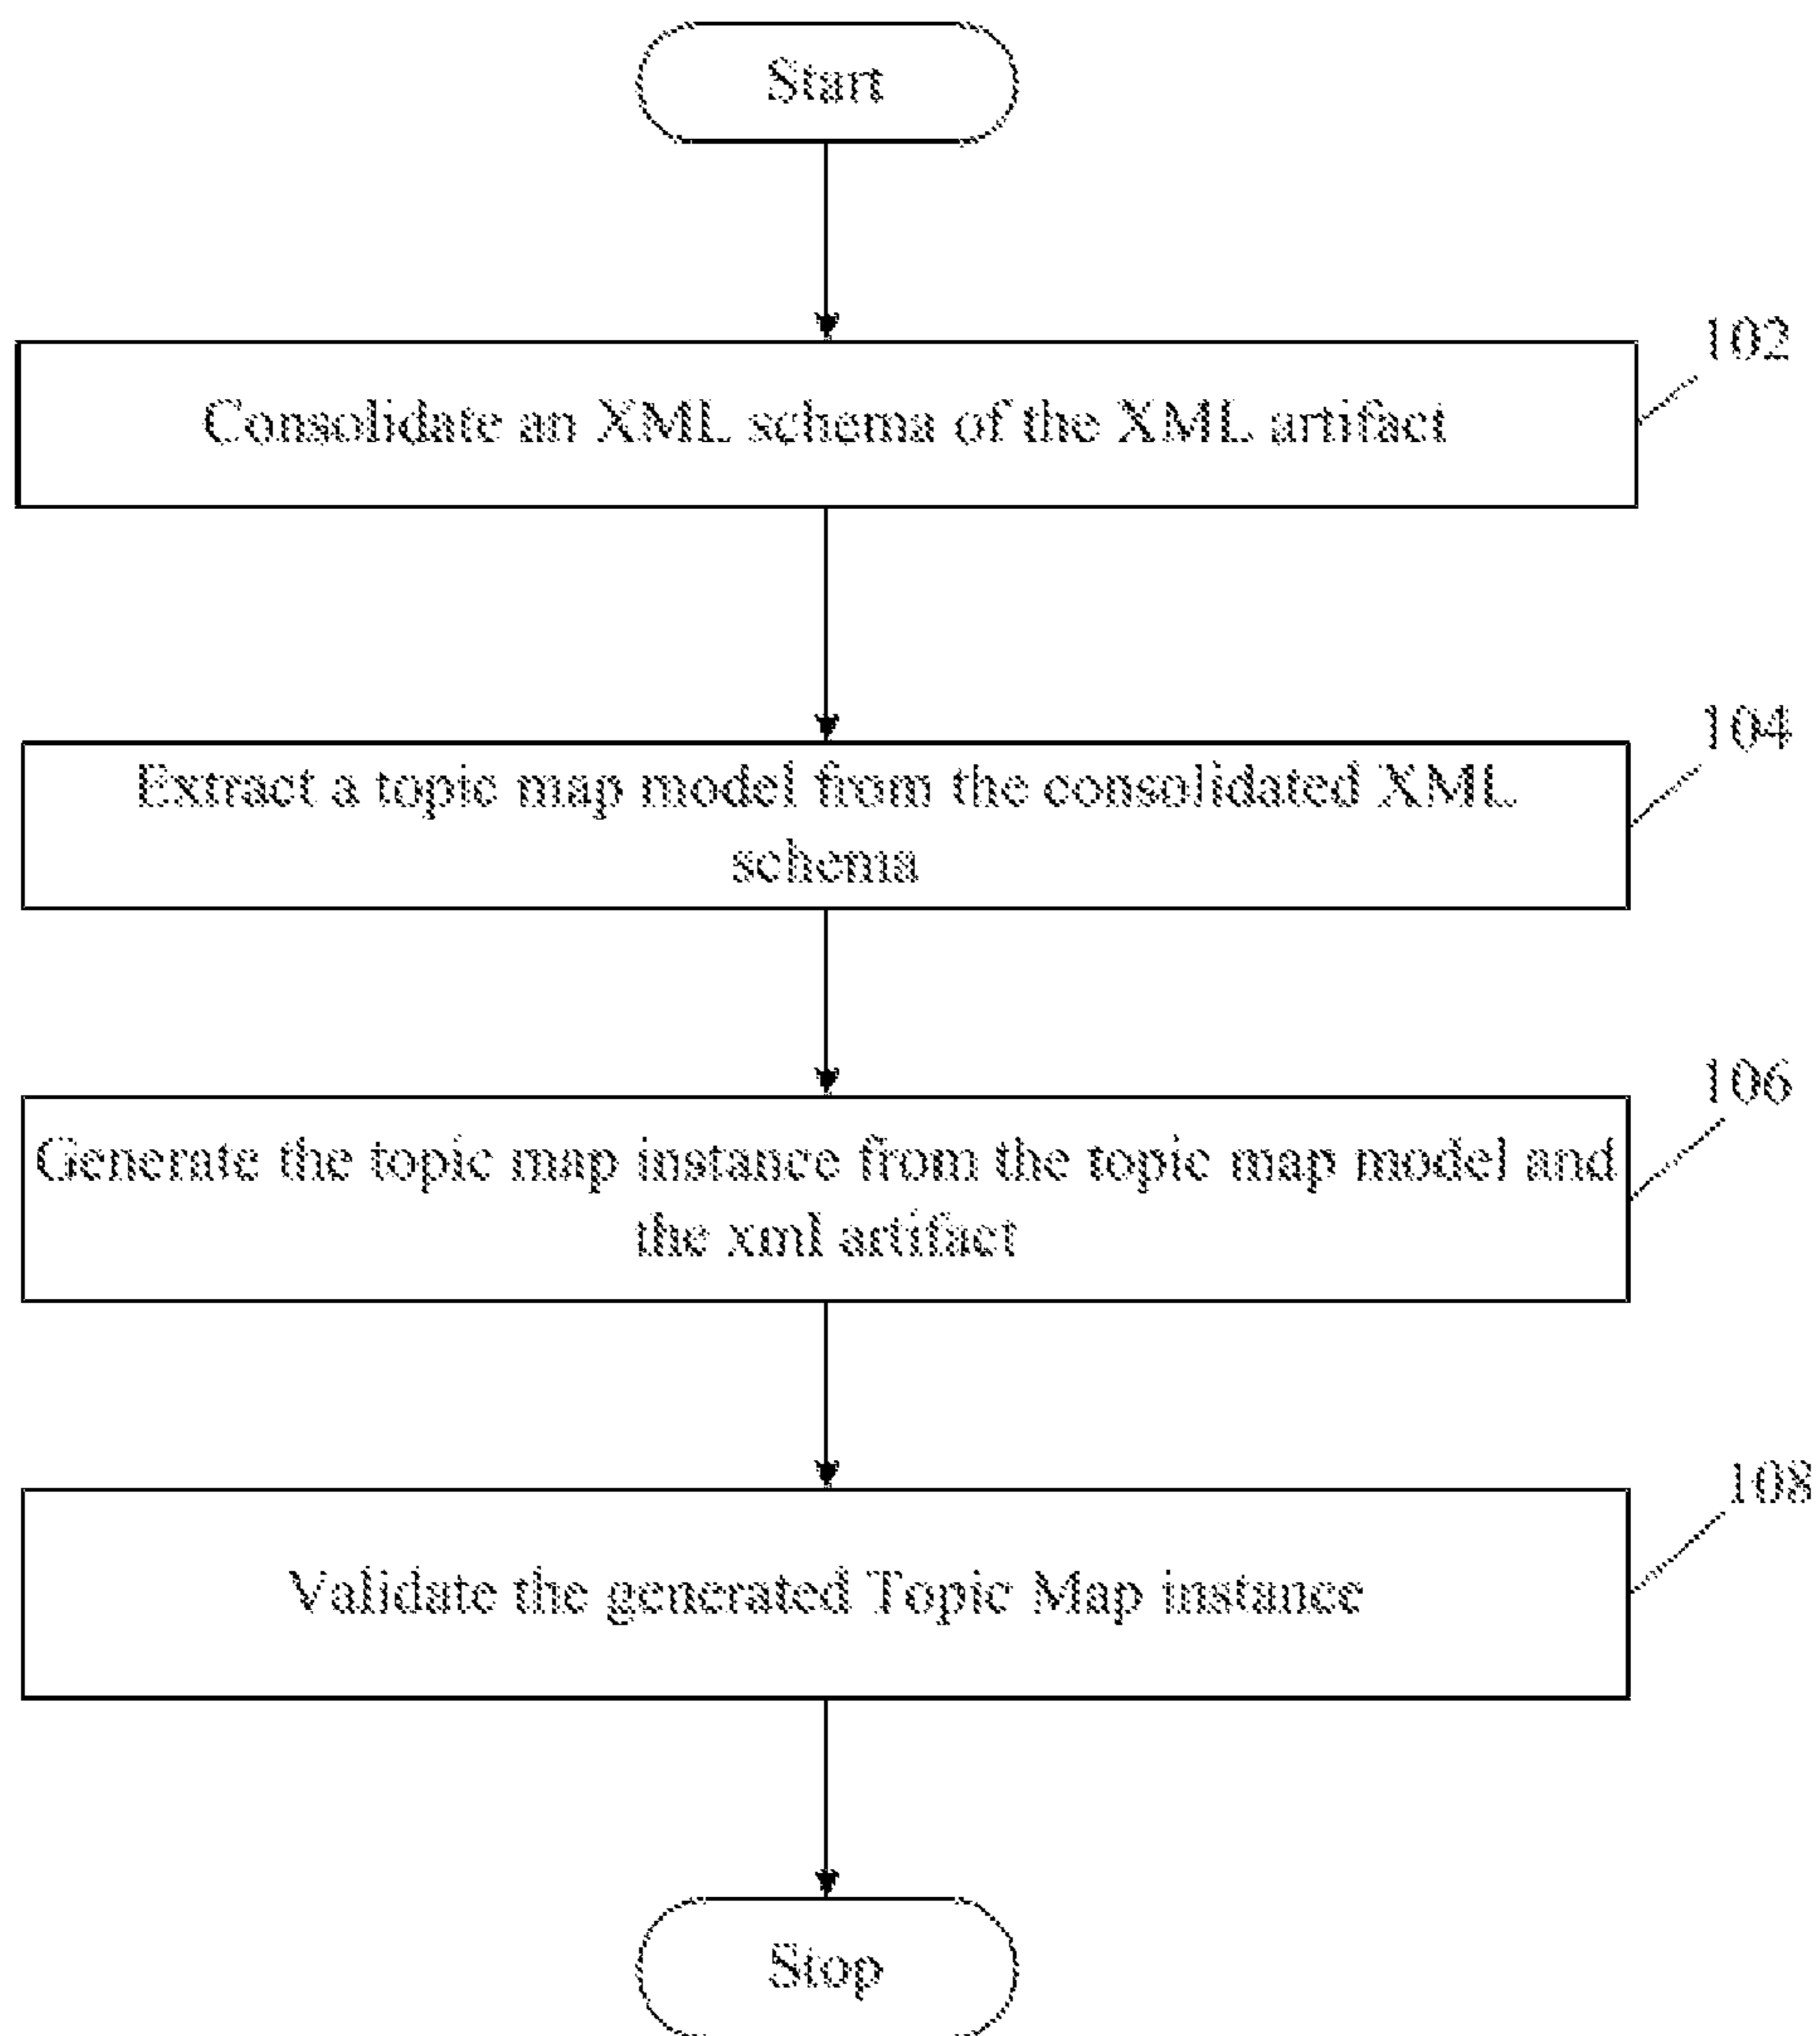 Start
102
Consolidate an XML schema of the XML artifact
104
Extract a topic map model from the consolidated XML
schema
106
Generate the topic map instance from the topic map model and
the xml artifact
108
Validate the generated Topic Map instance
Stop